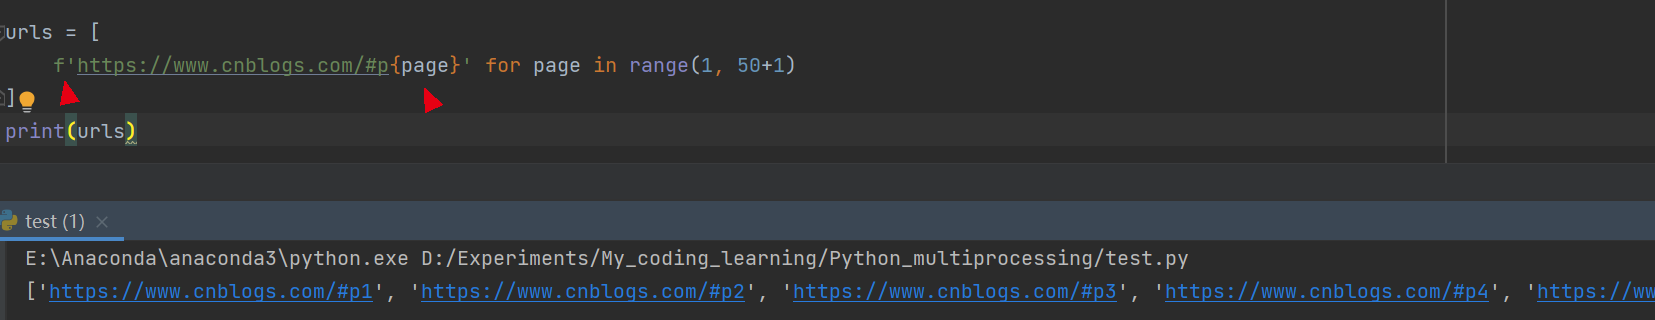 urls = [
    f'https://www.cnblogs.com/#p{page}' for page in range(1, 50+1)
]
print(urls)
test (1)
E:\Anaconda\anaconda3\python.exe D:/Experiments/My_coding_learning/Python_multiprocessing/test.py
['https://www.cnblogs.com/#p1', 'https://www.cnblogs.com/#p2', 'https://www.cnblogs.com/#p3', 'https://www.cnblogs.com/#p4', 'https://ww